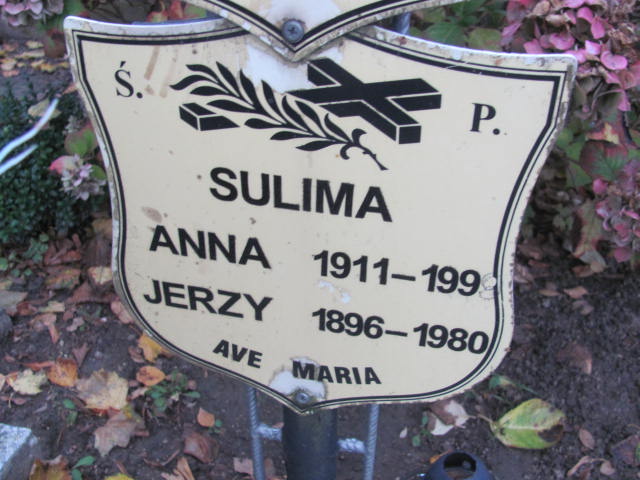 Ś. P.
SULIMA
ANNA 1911-199
JERZY 1896-1980
AVE MARIA